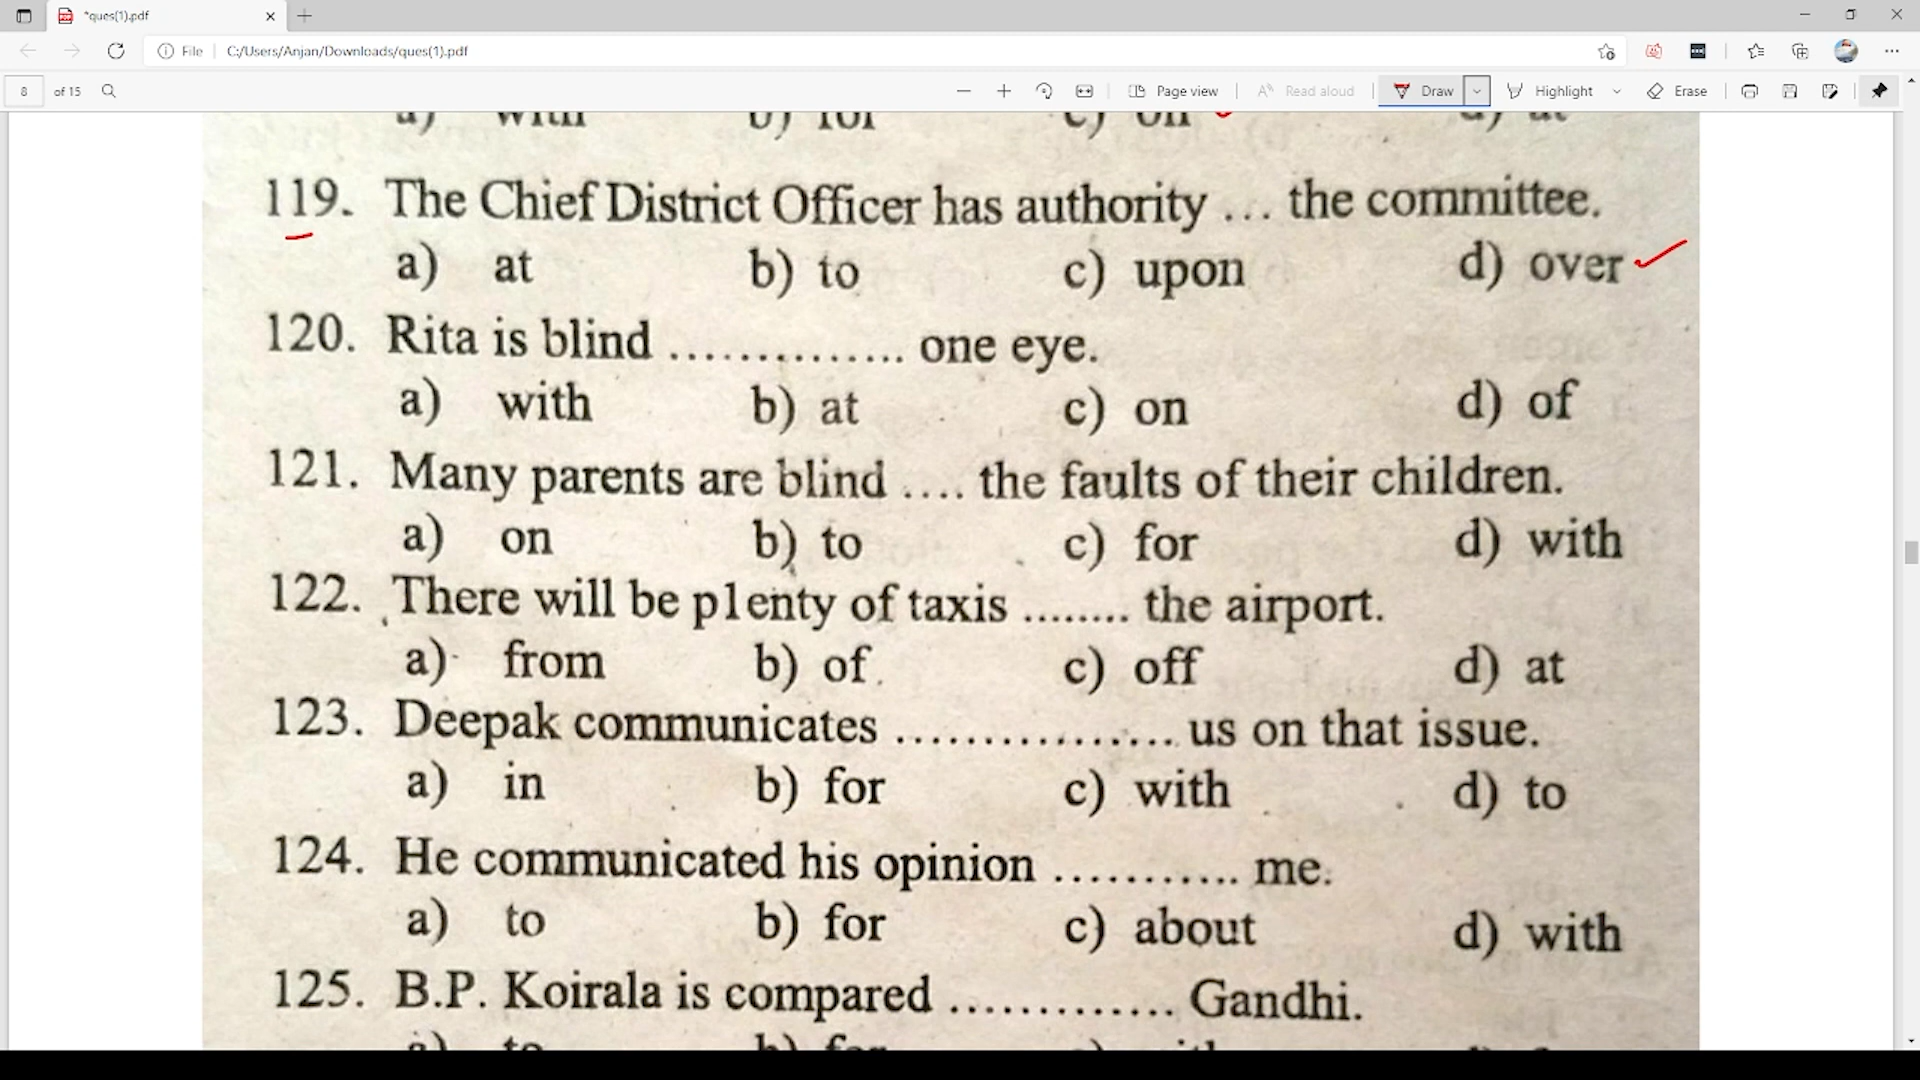 *ques(1).pdf
File C:/Users/Anjan/Downloads/ques(1).pdf
8 of 15 Page view Read aloud Draw Highlight Erase
a) with b) for c) on d) at
119. The Chief District Officer has authority ... the committee.
a) at b) to c) upon d) over
120. Rita is blind .............. one eye.
a) with b) at c) on d) of
121. Many parents are blind .... the faults of their children.
a) on b) to c) for d) with
122. There will be plenty of taxis ........ the airport.
a) from b) of c) off d) at
123. Deepak communicates ................. us on that issue.
a) in b) for c) with d) to
124. He communicated his opinion ........... me.
a) to b) for c) about d) with
125. B.P. Koirala is compared ............. Gandhi.